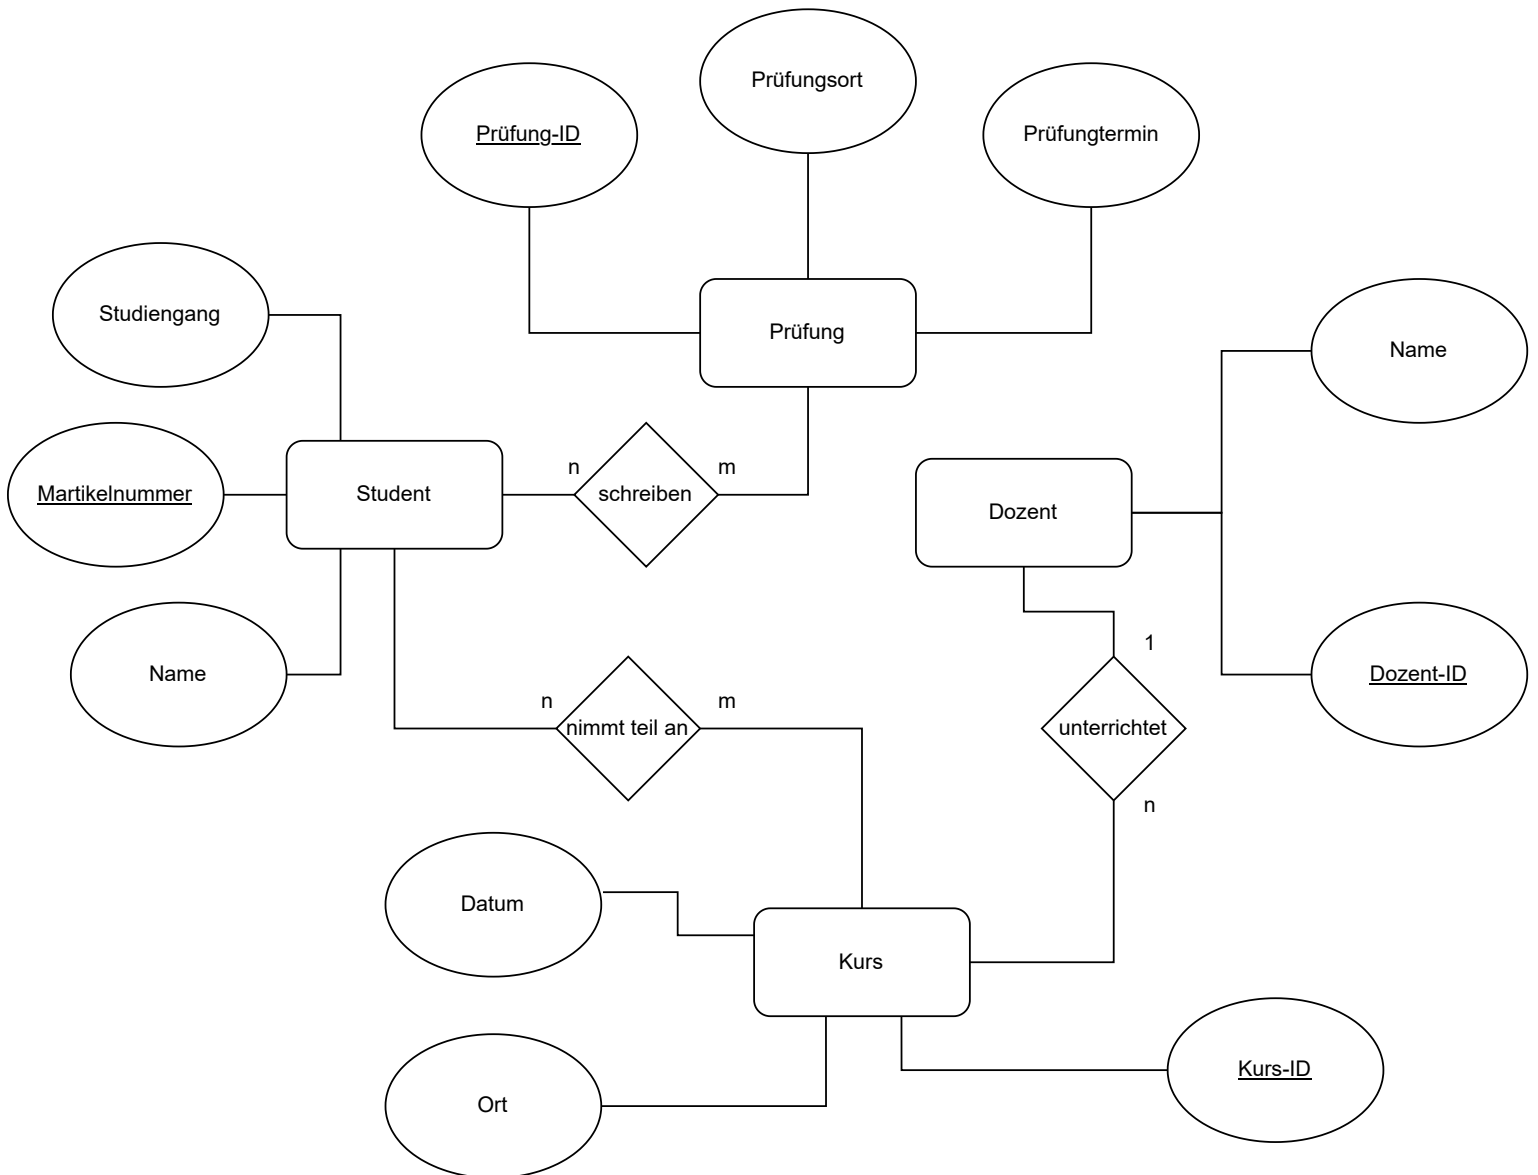 Prüfungsort
Prüfung-ID
Prüfungtermin
Studiengang
Prüfung
Name
n
m
Martikelnummer
Student
schreiben
Dozent
1
Name
Dozent-ID
n
m
nimmt teil an
unterrichtet
n
Datum
Kurs
Kurs-ID
Ort